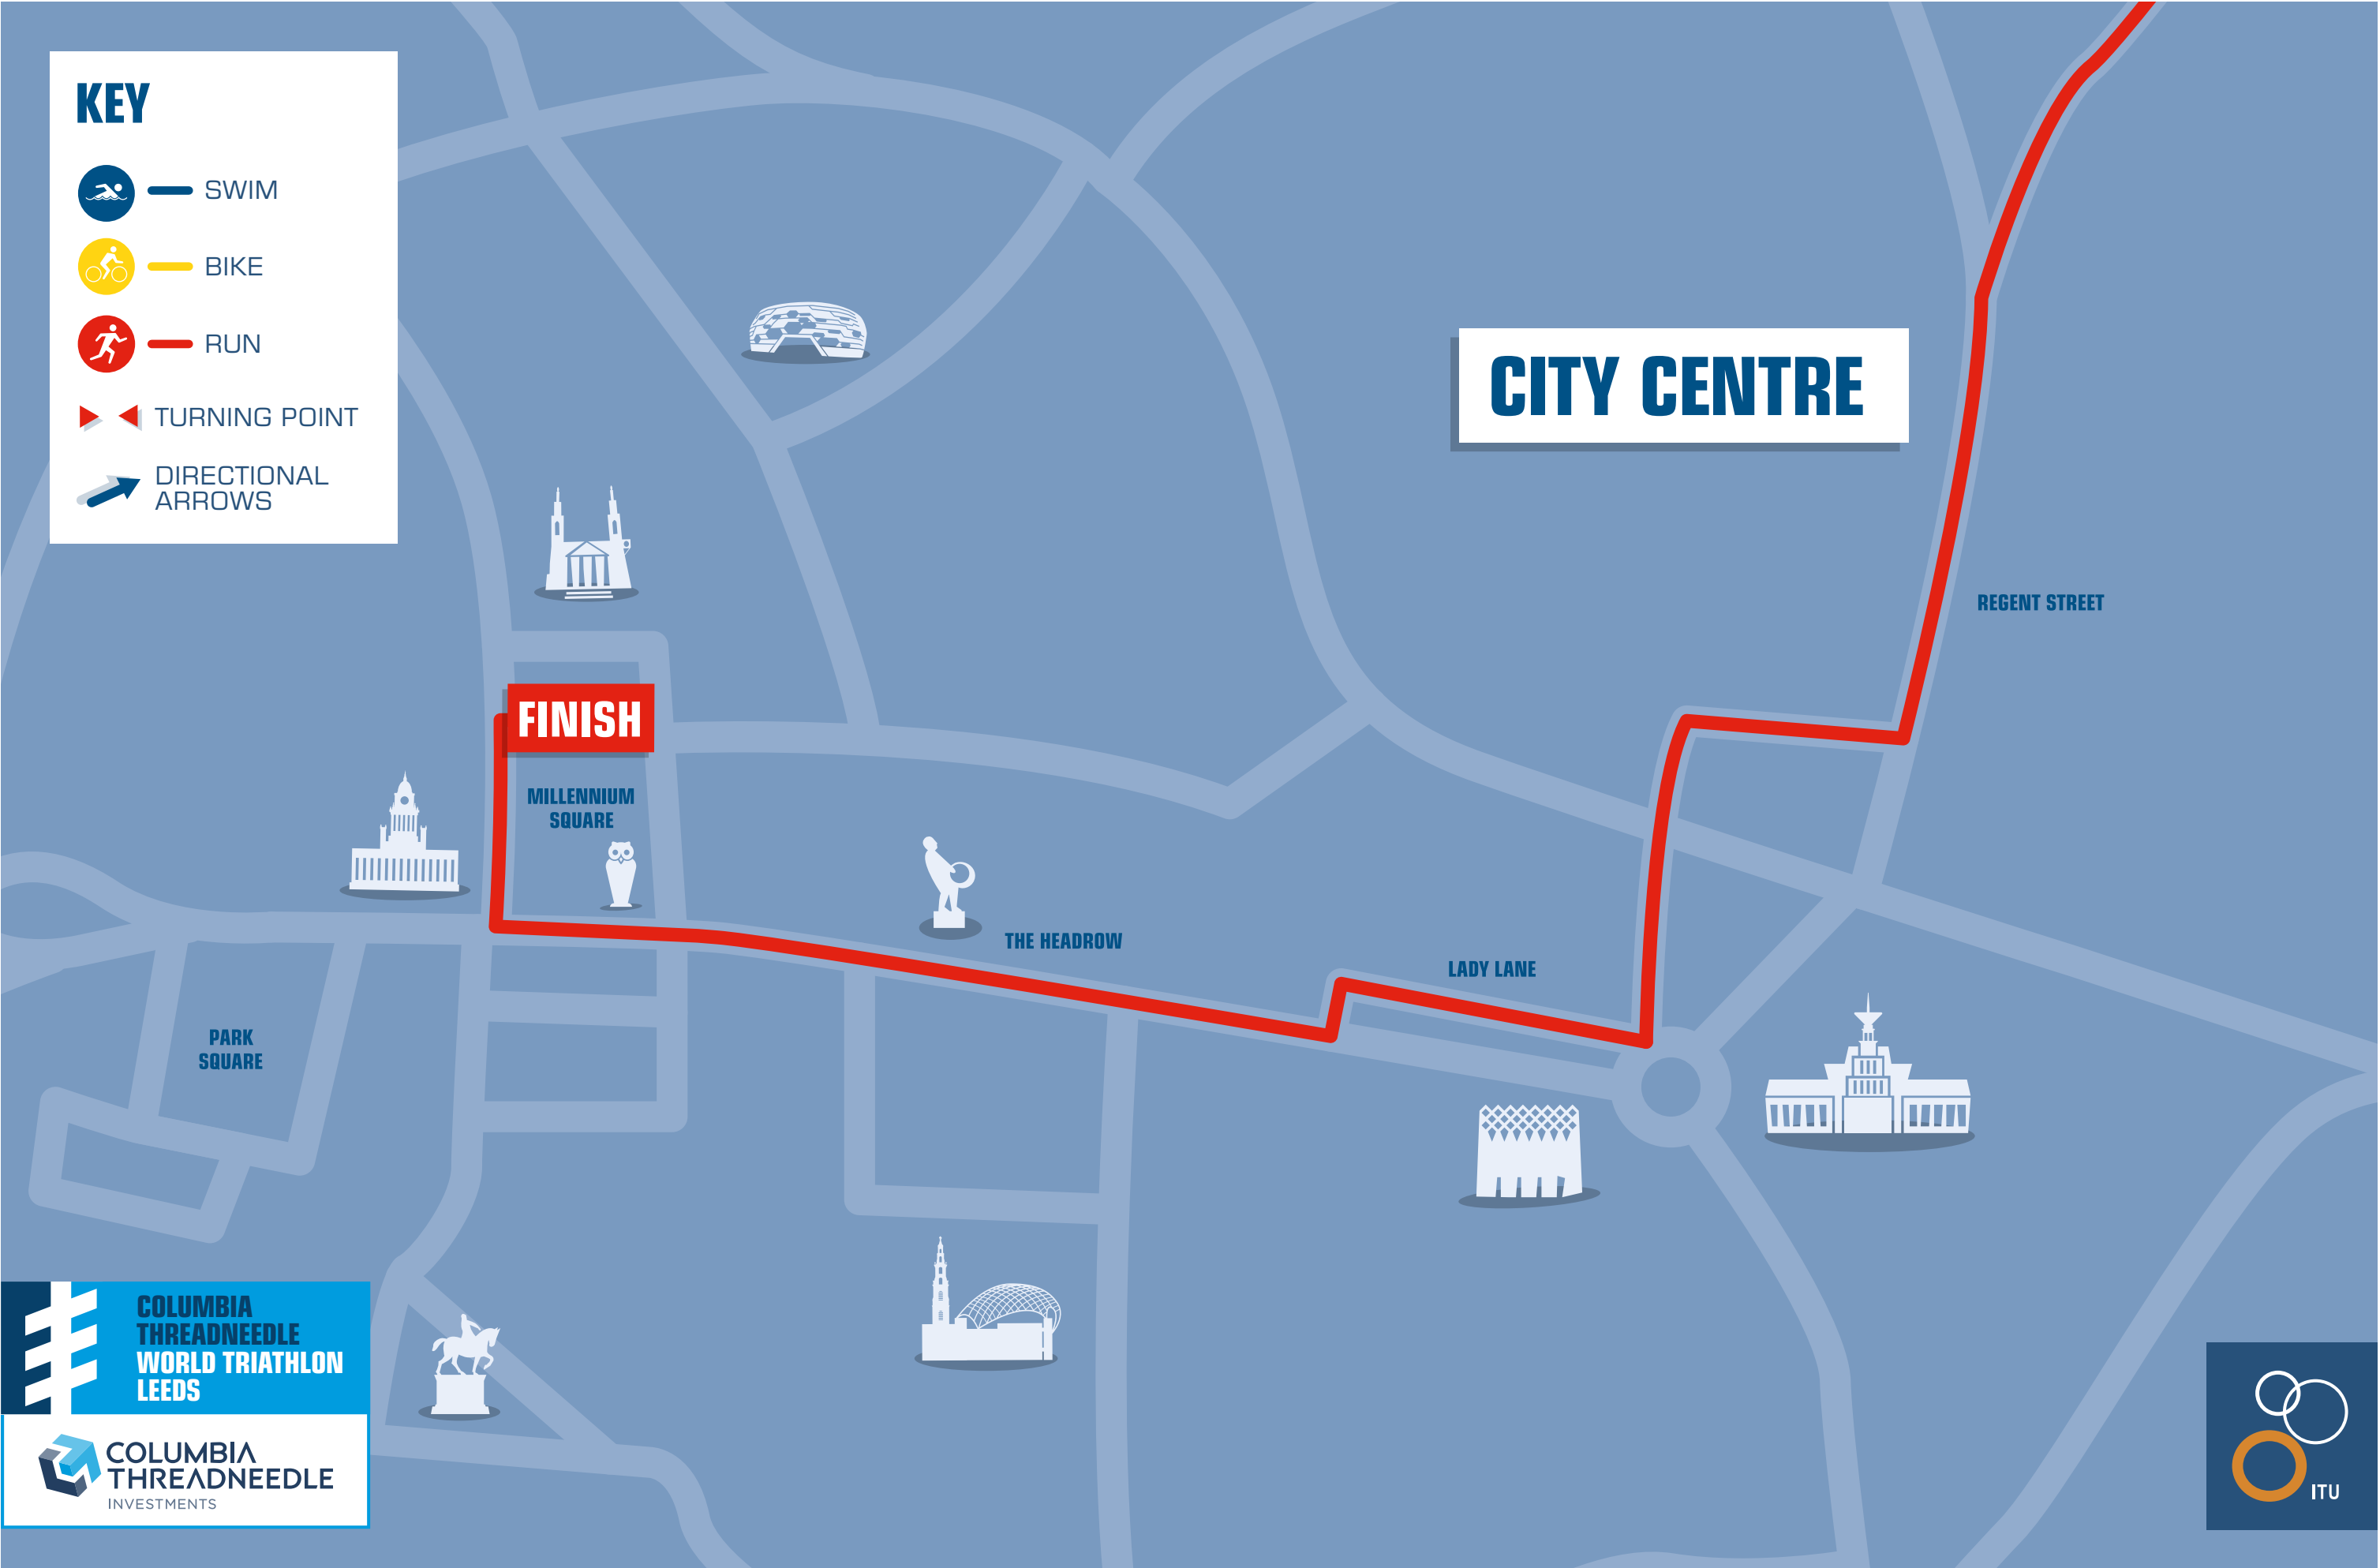 KEY
SWIM
BIKE
RUN
TURNING POINT
DIRECTIONAL
ARROWS
CITY CENTRE
REGENT STREET
FINISH
MILLENNIUM
SQUARE
THE HEADROW
LADY LANE
PARK
SQUARE
COLUMBIA
THREADNEEDLE
WORLD TRIATHLON
LEEDS
COLUMBIA
THREADNEEDLE
INVESTMENTS
ITU